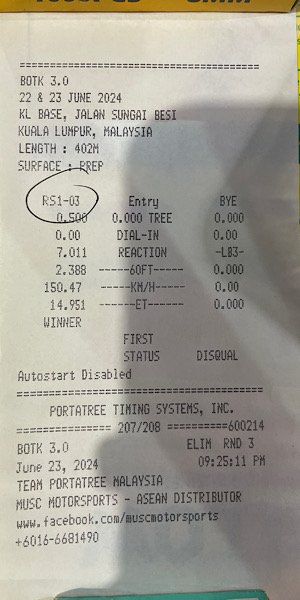 ==========================================
BOTK 3.0
22 & 23 JUNE 2024
KL BASE, JALAN SUNGAI BESI
KUALA LUMPUR, MALAYSIA
LENGTH : 402M
SURFACE : PREP
RS1-03 Entry BYE
0.500 0.000 TREE 0.000
0.00 DIAL-IN 0.00
7.011 REACTION -LB3-
2.388 ------60FT------ 0.000
150.47 ------KM/H------ 0.00
14.951 -------ET------- 0.000
WINNER
FIRST
STATUS DISQUAL
Autostart Disabled
==========================================
PORTATREE TIMING SYSTEMS, INC.
================ 207/208 ==========600214
BOTK 3.0 ELIM RND 3
June 23, 2024 09:25:11 PM
TEAM PORTATREE MALAYSIA
MUSC MOTORSPORTS - ASEAN DISTRIBUTOR
www.facebook.com/muscmotorsports
+6016-6681490